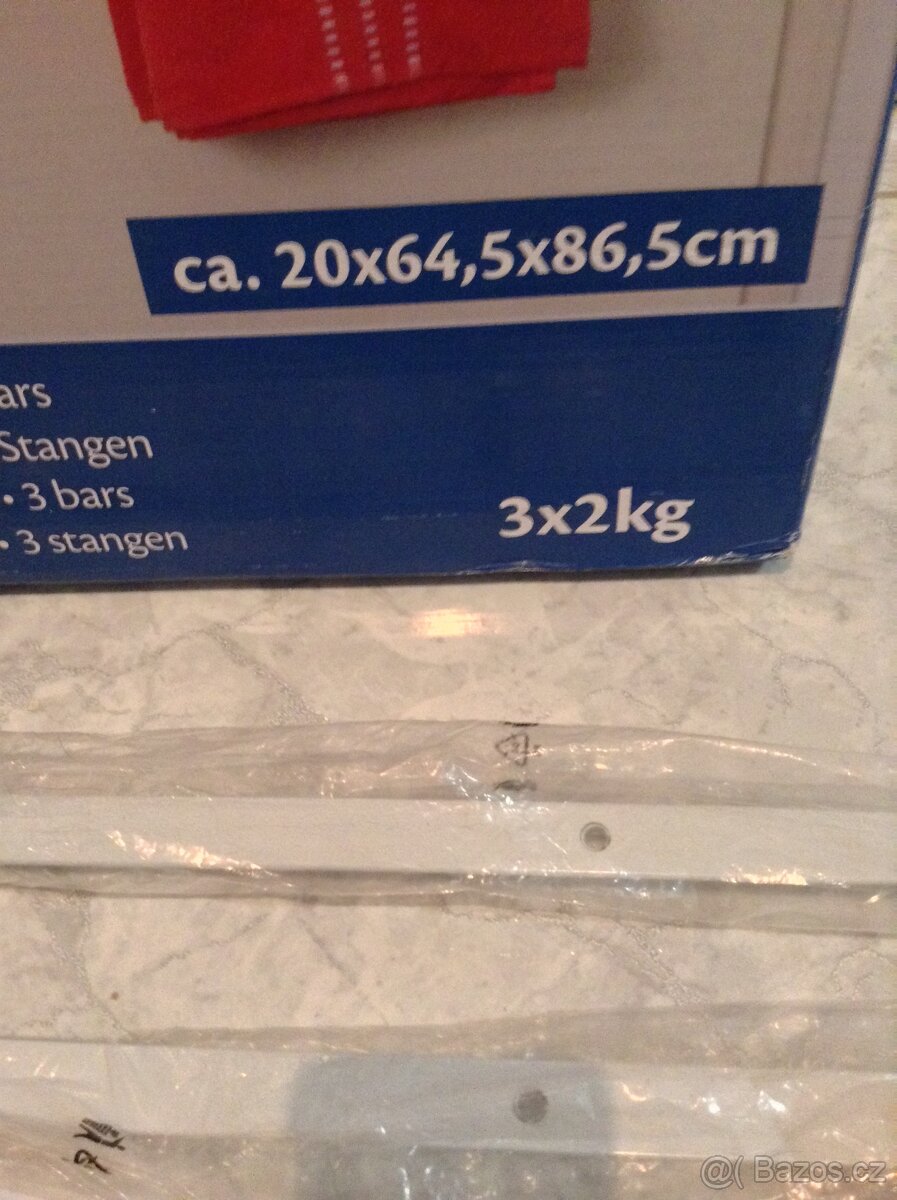 ca. 20x64,5x86,5cm
ars
Stangen
• 3 bars
• 3 stangen
3x2kg
@( Bazos.cz